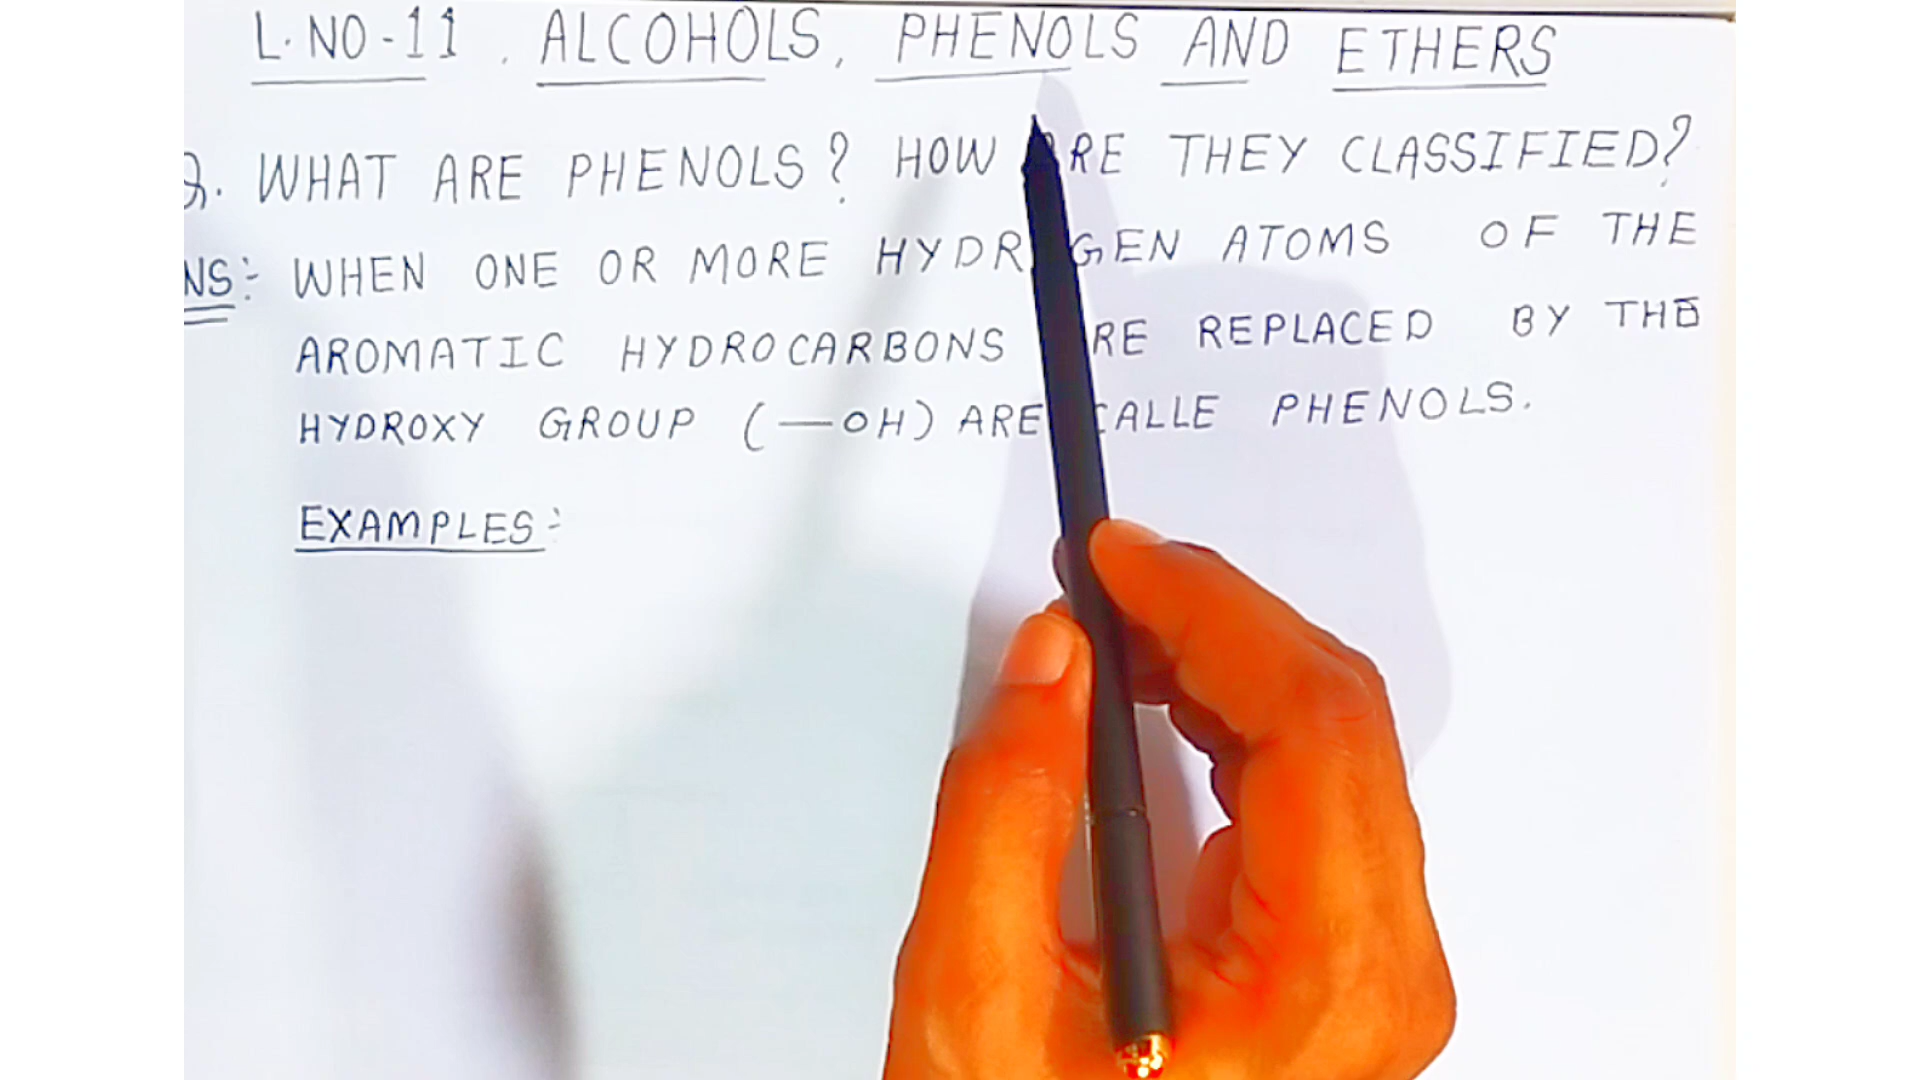 L. NO-11 . ALCOHOLS, PHENOLS AND ETHERS
Q. WHAT ARE PHENOLS? HOW ARE THEY CLASSIFIED?
NS:- WHEN ONE OR MORE HYDROGEN ATOMS OF THE
AROMATIC HYDROCARBONS ARE REPLACED BY THE
HYDROXY GROUP (—OH) ARE CALLE PHENOLS.
EXAMPLES:-